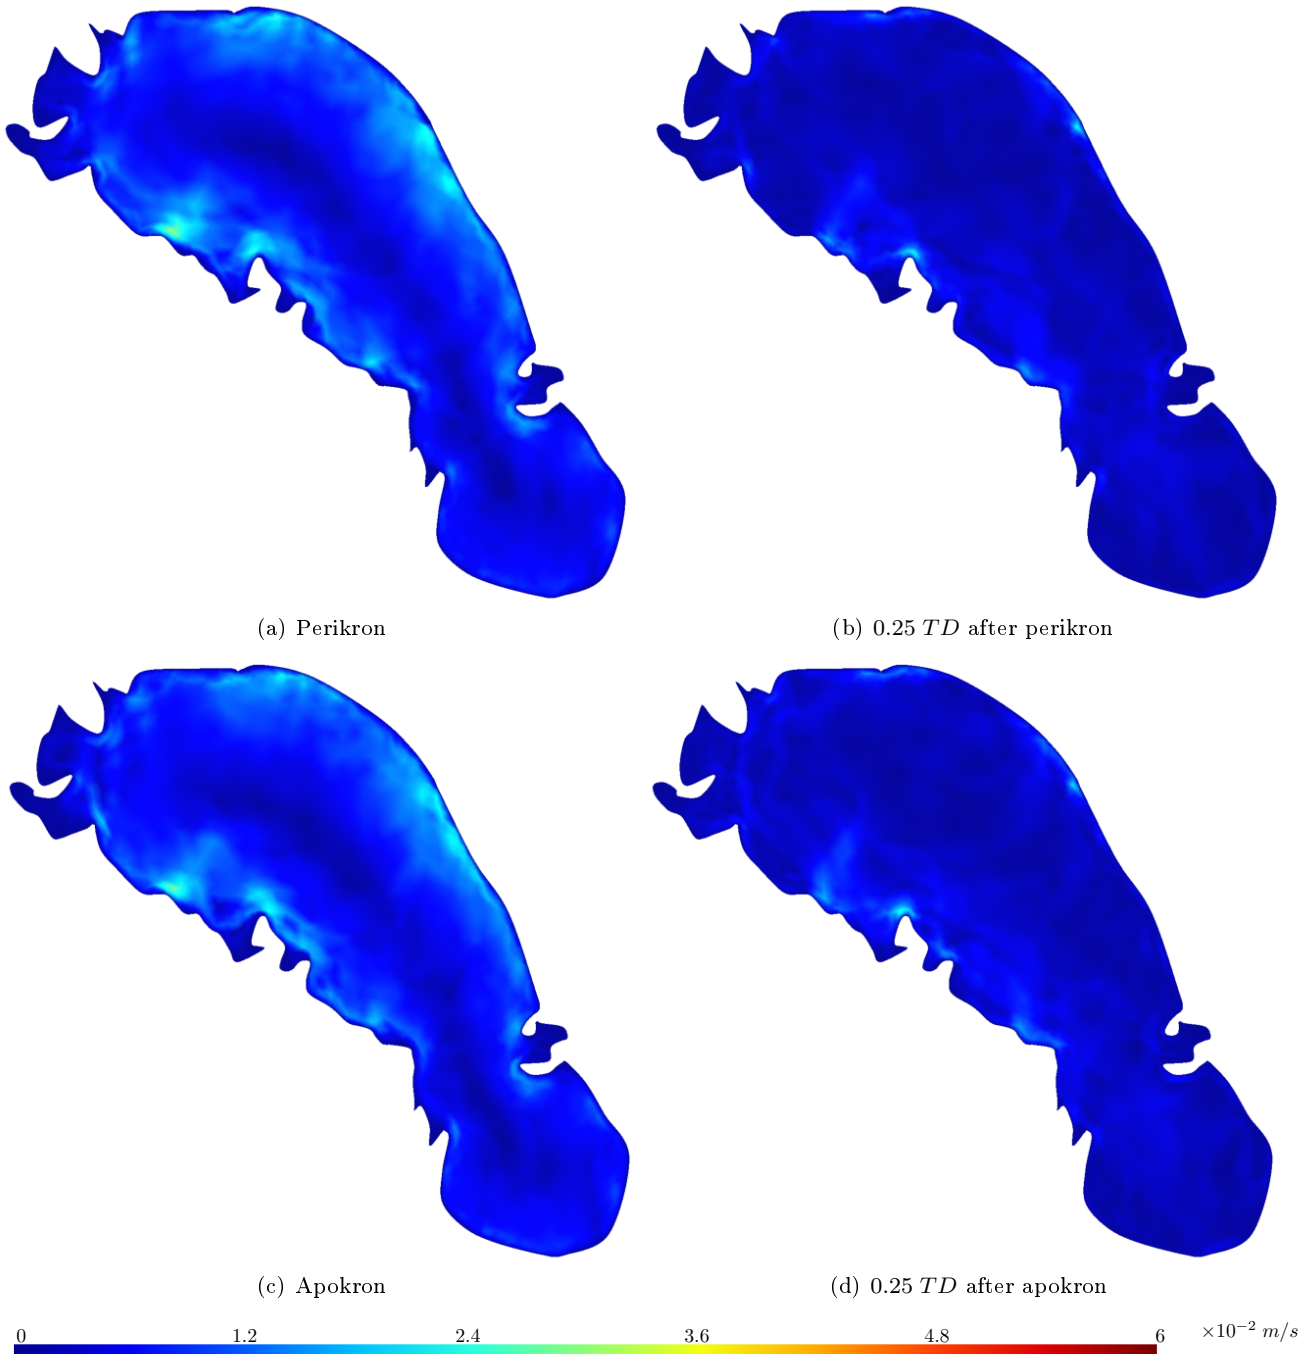 (a) Perikron
(b) 0.25 TD after perikron
(c) Apokron
(d) 0.25 TD after apokron
0 1.2 2.4 3.6 4.8 6 ×10⁻² m/s